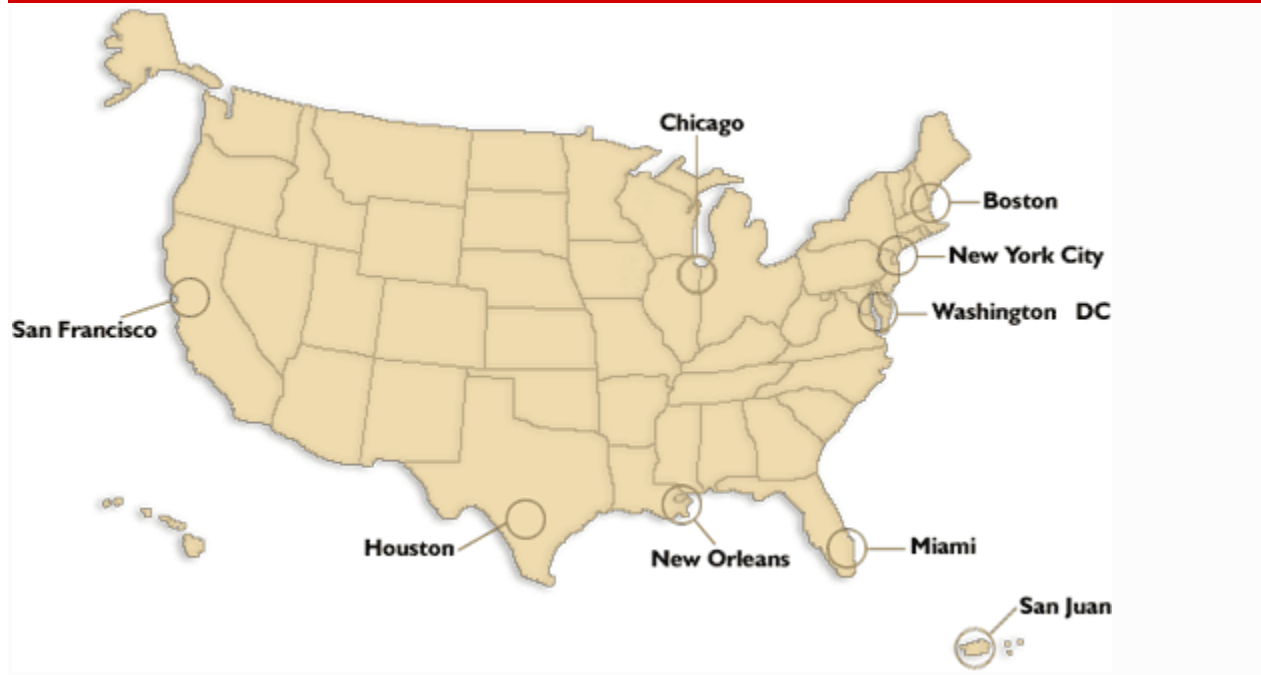 Chicago
Boston
New York City
Washington DC
San Francisco
Houston
New Orleans
Miami
San Juan